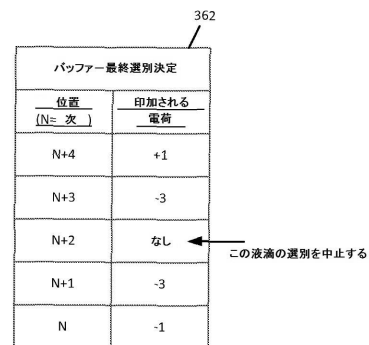 362
バッファー最終選別決定
位置 印加される
(N= 次 ) 電荷
N+4 +1
N+3 -3
N+2 なし
この液滴の選別を中止する
N+1 -3
N -1